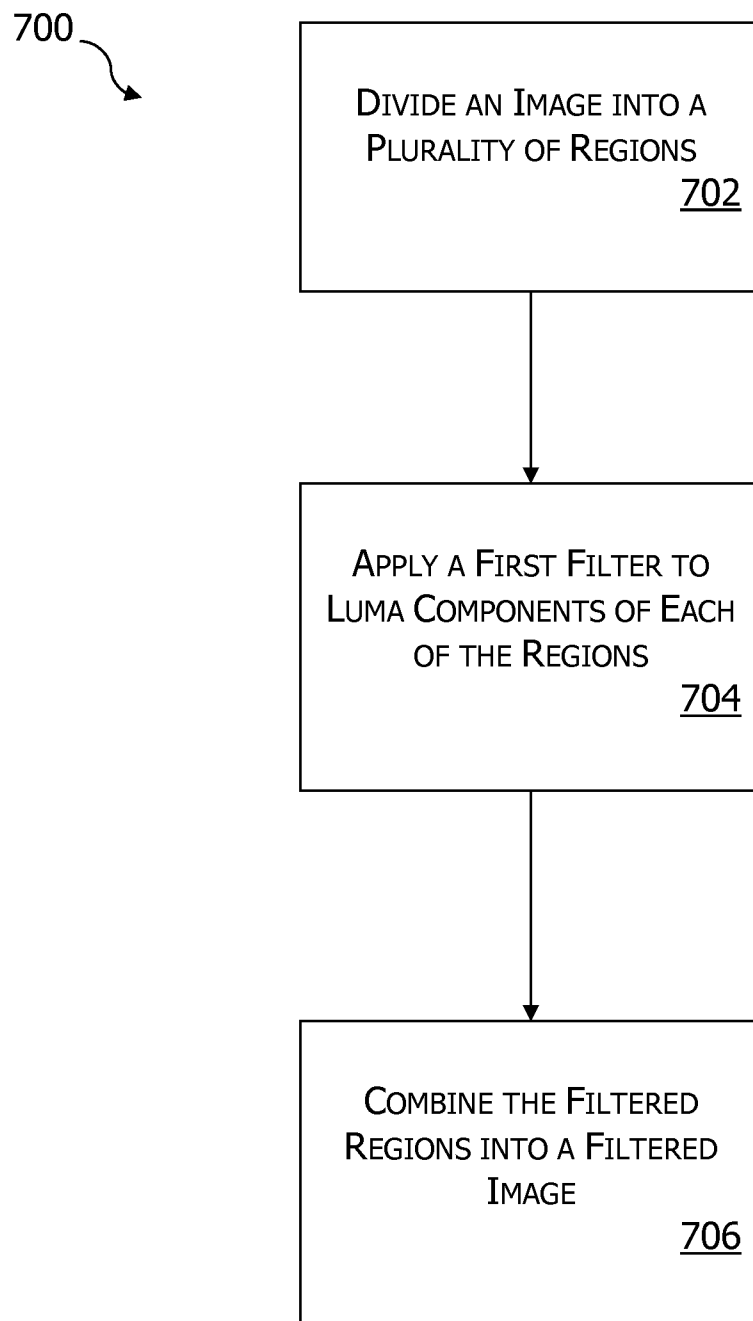 700
DIVIDE AN IMAGE INTO A
PLURALITY OF REGIONS
702
APPLY A FIRST FILTER TO
LUMA COMPONENTS OF EACH
OF THE REGIONS
704
COMBINE THE FILTERED
REGIONS INTO A FILTERED
IMAGE
706